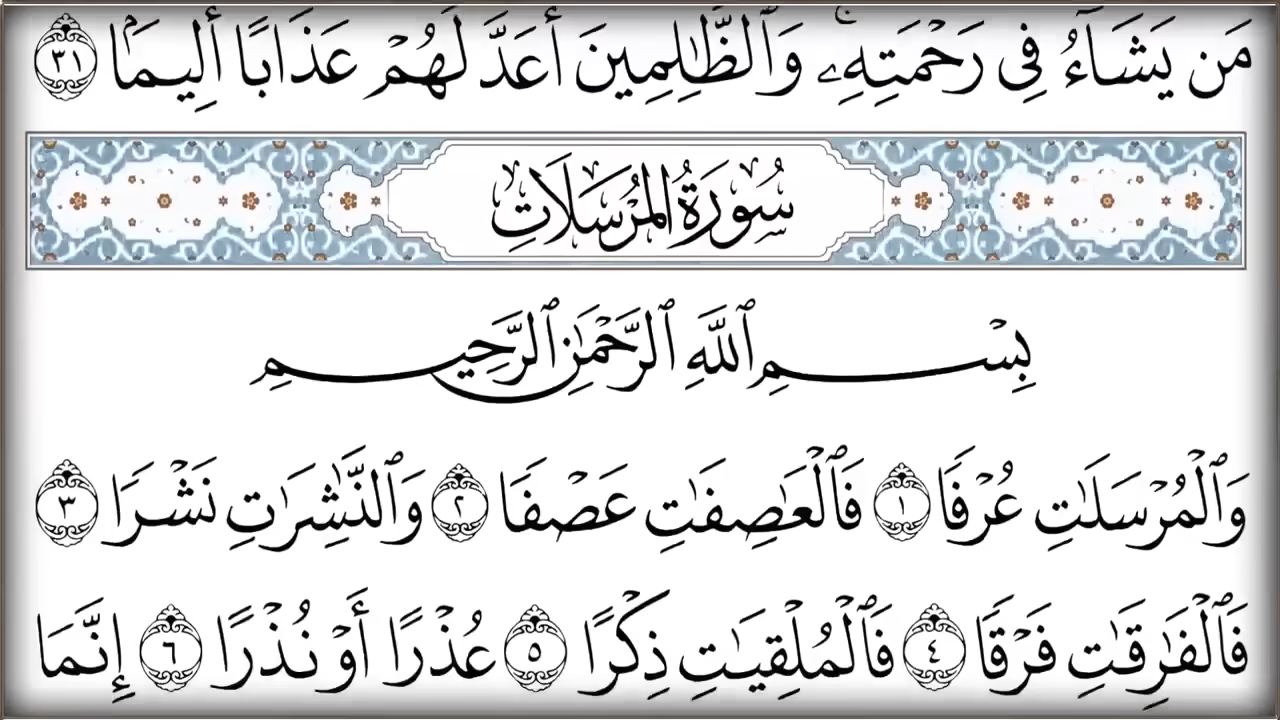 مَن يَشَآءُ فِى رَحْمَتِهِۦ ۚ وَٱلظَّٰلِمِينَ أَعَدَّ لَهُمْ عَذَابًا أَلِيمًۢا ٣١
سُورَةُ المُرْسَلَاتِ
بِسْمِ ٱللَّهِ ٱلرَّحْمَٰنِ ٱلرَّحِيمِ
وَٱلْمُرْسَلَٰتِ عُرْفًا ١ فَٱلْعَٰصِفَٰتِ عَصْفًا ٢ وَٱلنَّٰشِرَٰتِ نَشْرًا ٣
فَٱلْفَٰرِقَٰتِ فَرْقًا ٤ فَٱلْمُلْقِيَٰتِ ذِكْرًا ٥ عُذْرًا أَوْ نُذْرًا ٦ إِنَّمَا